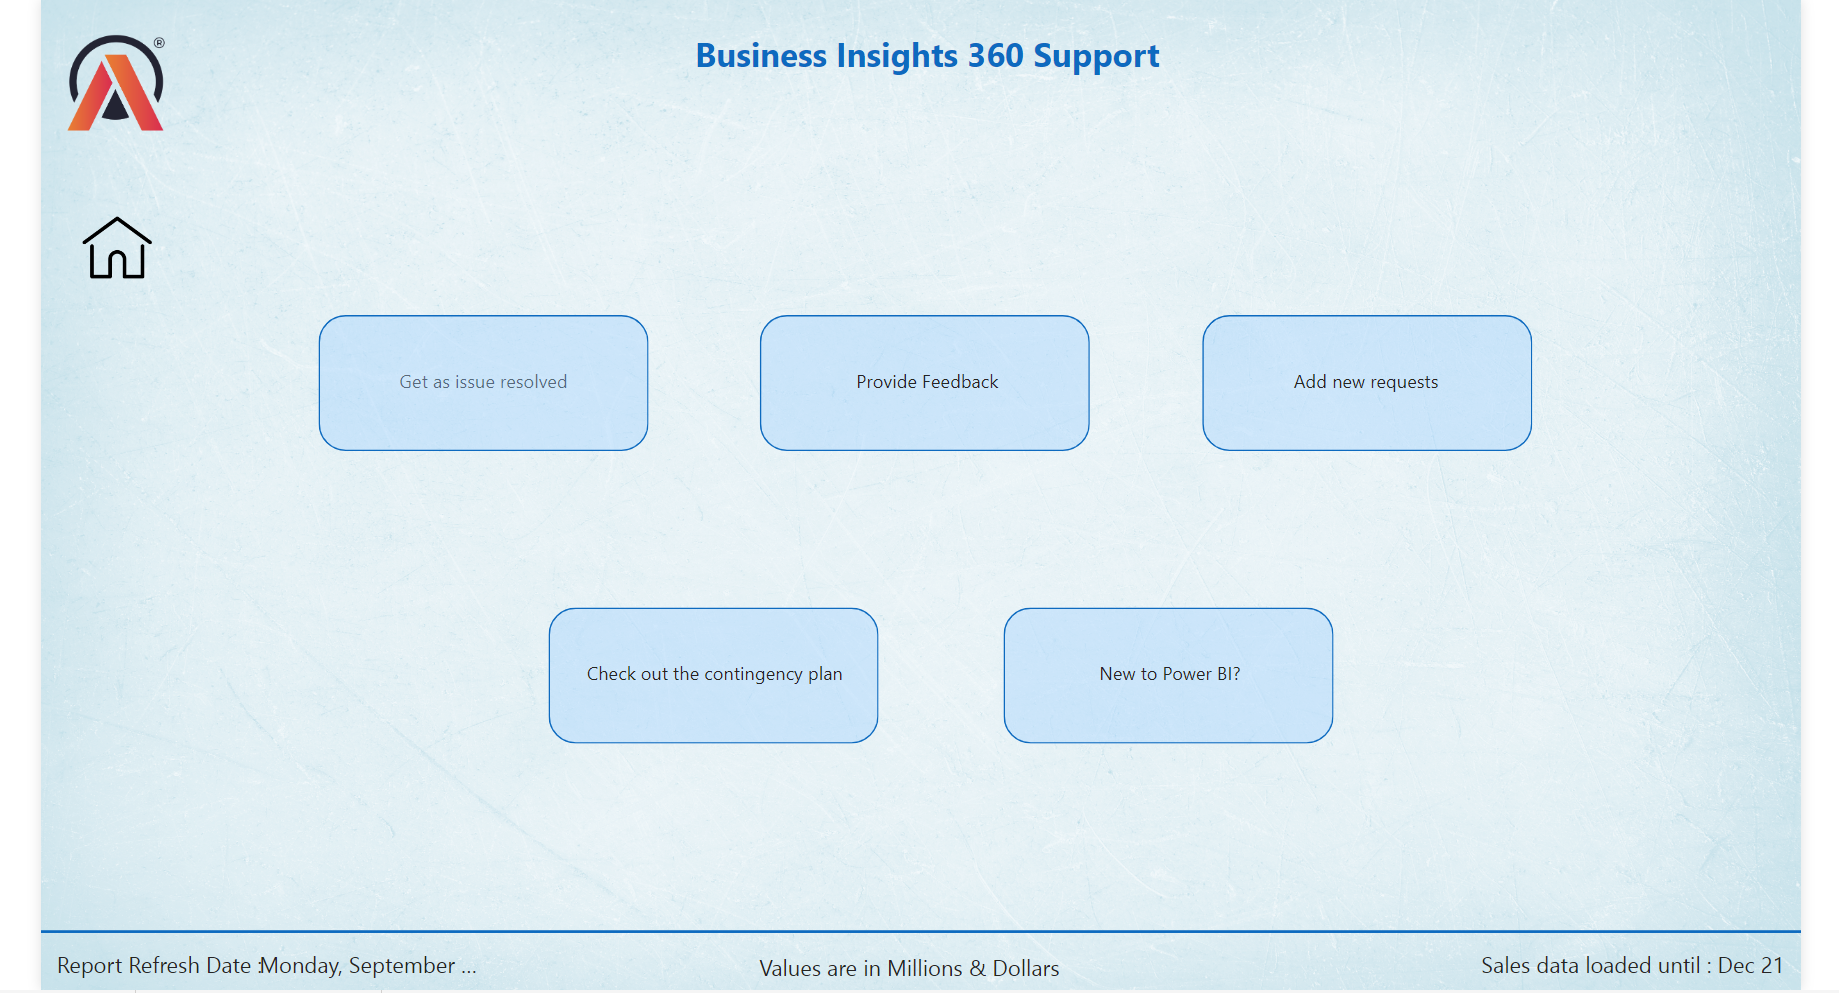 ®
Business Insights 360 Support
Get as issue resolved
Provide Feedback
Add new requests
Check out the contingency plan
New to Power BI?
Report Refresh Date :Monday, September ...
Values are in Millions & Dollars
Sales data loaded until : Dec 21